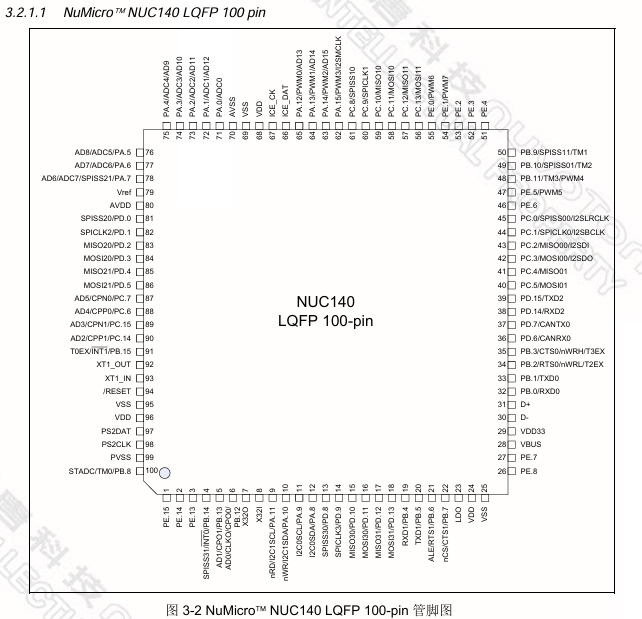 3.2.1.1 NuMicro™ NUC140 LQFP 100 pin
75 PA.4/ADC4/AD9
74 PA.3/ADC3/AD10
73 PA.2/ADC2/AD11
72 PA.1/ADC1/AD12
71 PA.0/ADC0
70 AVSS
69 VSS
68 VDD
67 ICE_CK
66 ICE_DAT
65 PA.12/PWM0/AD13
64 PA.13/PWM1/AD14
63 PA.14/PWM2/AD15
62 PA.15/PWM3/I2SMCLK
61 PC.8/SPISS10
60 PC.9/SPICLK1
59 PC.10/MISO10
58 PC.11/MOSI10
57 PC.12/MISO11
56 PC.13/MOSI11
55 PE.0/PWM6
54 PE.1/PWM7
53 PE.2
52 PE.3
51 PE.4
AD8/ADC5/PA.5 76
AD7/ADC6/PA.6 77
AD6/ADC7/SPISS21/PA.7 78
Vref 79
AVDD 80
SPISS20/PD.0 81
SPICLK2/PD.1 82
MISO20/PD.2 83
MOSI20/PD.3 84
MISO21/PD.4 85
MOSI21/PD.5 86
AD5/CPN0/PC.7 87
AD4/CPP0/PC.6 88
AD3/CPN1/PC.15 89
AD2/CPP1/PC.14 90
T0EX/INT1/PB.15 91
XT1_OUT 92
XT1_IN 93
/RESET 94
VSS 95
VDD 96
PS2DAT 97
PS2CLK 98
PVSS 99
STADC/TM0/PB.8 100
NUC140
LQFP 100-pin
50 PB.9/SPISS11/TM1
49 PB.10/SPISS01/TM2
48 PB.11/TM3/PWM4
47 PE.5/PWM5
46 PE.6
45 PC.0/SPISS00/I2SLRCLK
44 PC.1/SPICLK0/I2SBCLK
43 PC.2/MISO00/I2SDI
42 PC.3/MOSI00/I2SDO
41 PC.4/MISO01
40 PC.5/MOSI01
39 PD.15/TXD2
38 PD.14/RXD2
37 PD.7/CANTX0
36 PD.6/CANRX0
35 PB.3/CTS0/nWRH/T3EX
34 PB.2/RTS0/nWRL/T2EX
33 PB.1/TXD0
32 PB.0/RXD0
31 D+
30 D-
29 VDD33
28 VBUS
27 PE.7
26 PE.8
1 PE.15
2 PE.14
3 PE.13
4 SPISS31/INT0/PB.14
5 AD1/CPO1/PB.13
6 AD0/CLKO/CPO0/
PB.12
7 X32O
8 X32I
9 nRD/I2C1SCL/PA.11
10 nWR/I2C1SDA/PA.10
11 I2C0SCL/PA.9
12 I2C0SDA/PA.8
13 SPISS30/PD.8
14 SPICLK3/PD.9
15 MISO30/PD.10
16 MOSI30/PD.11
17 MISO31/PD.12
18 MOSI31/PD.13
19 RXD1/PB.4
20 TXD1/PB.5
21 ALE/RTS1/PB.6
22 nCS/CTS1/PB.7
23 LDO
24 VDD
25 VSS
图 3-2 NuMicro™ NUC140 LQFP 100-pin 管脚图